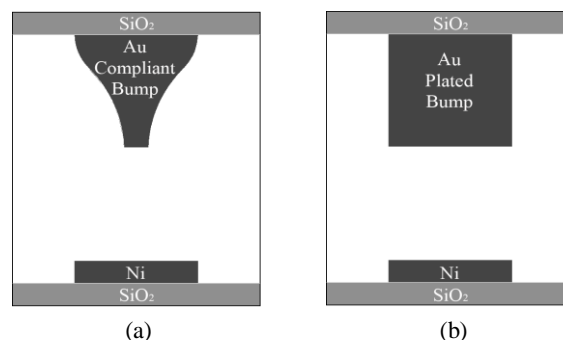 SiO₂
Au
Compliant
Bump
Ni
SiO₂
(a)
SiO₂
Au
Plated
Bump
Ni
SiO₂
(b)